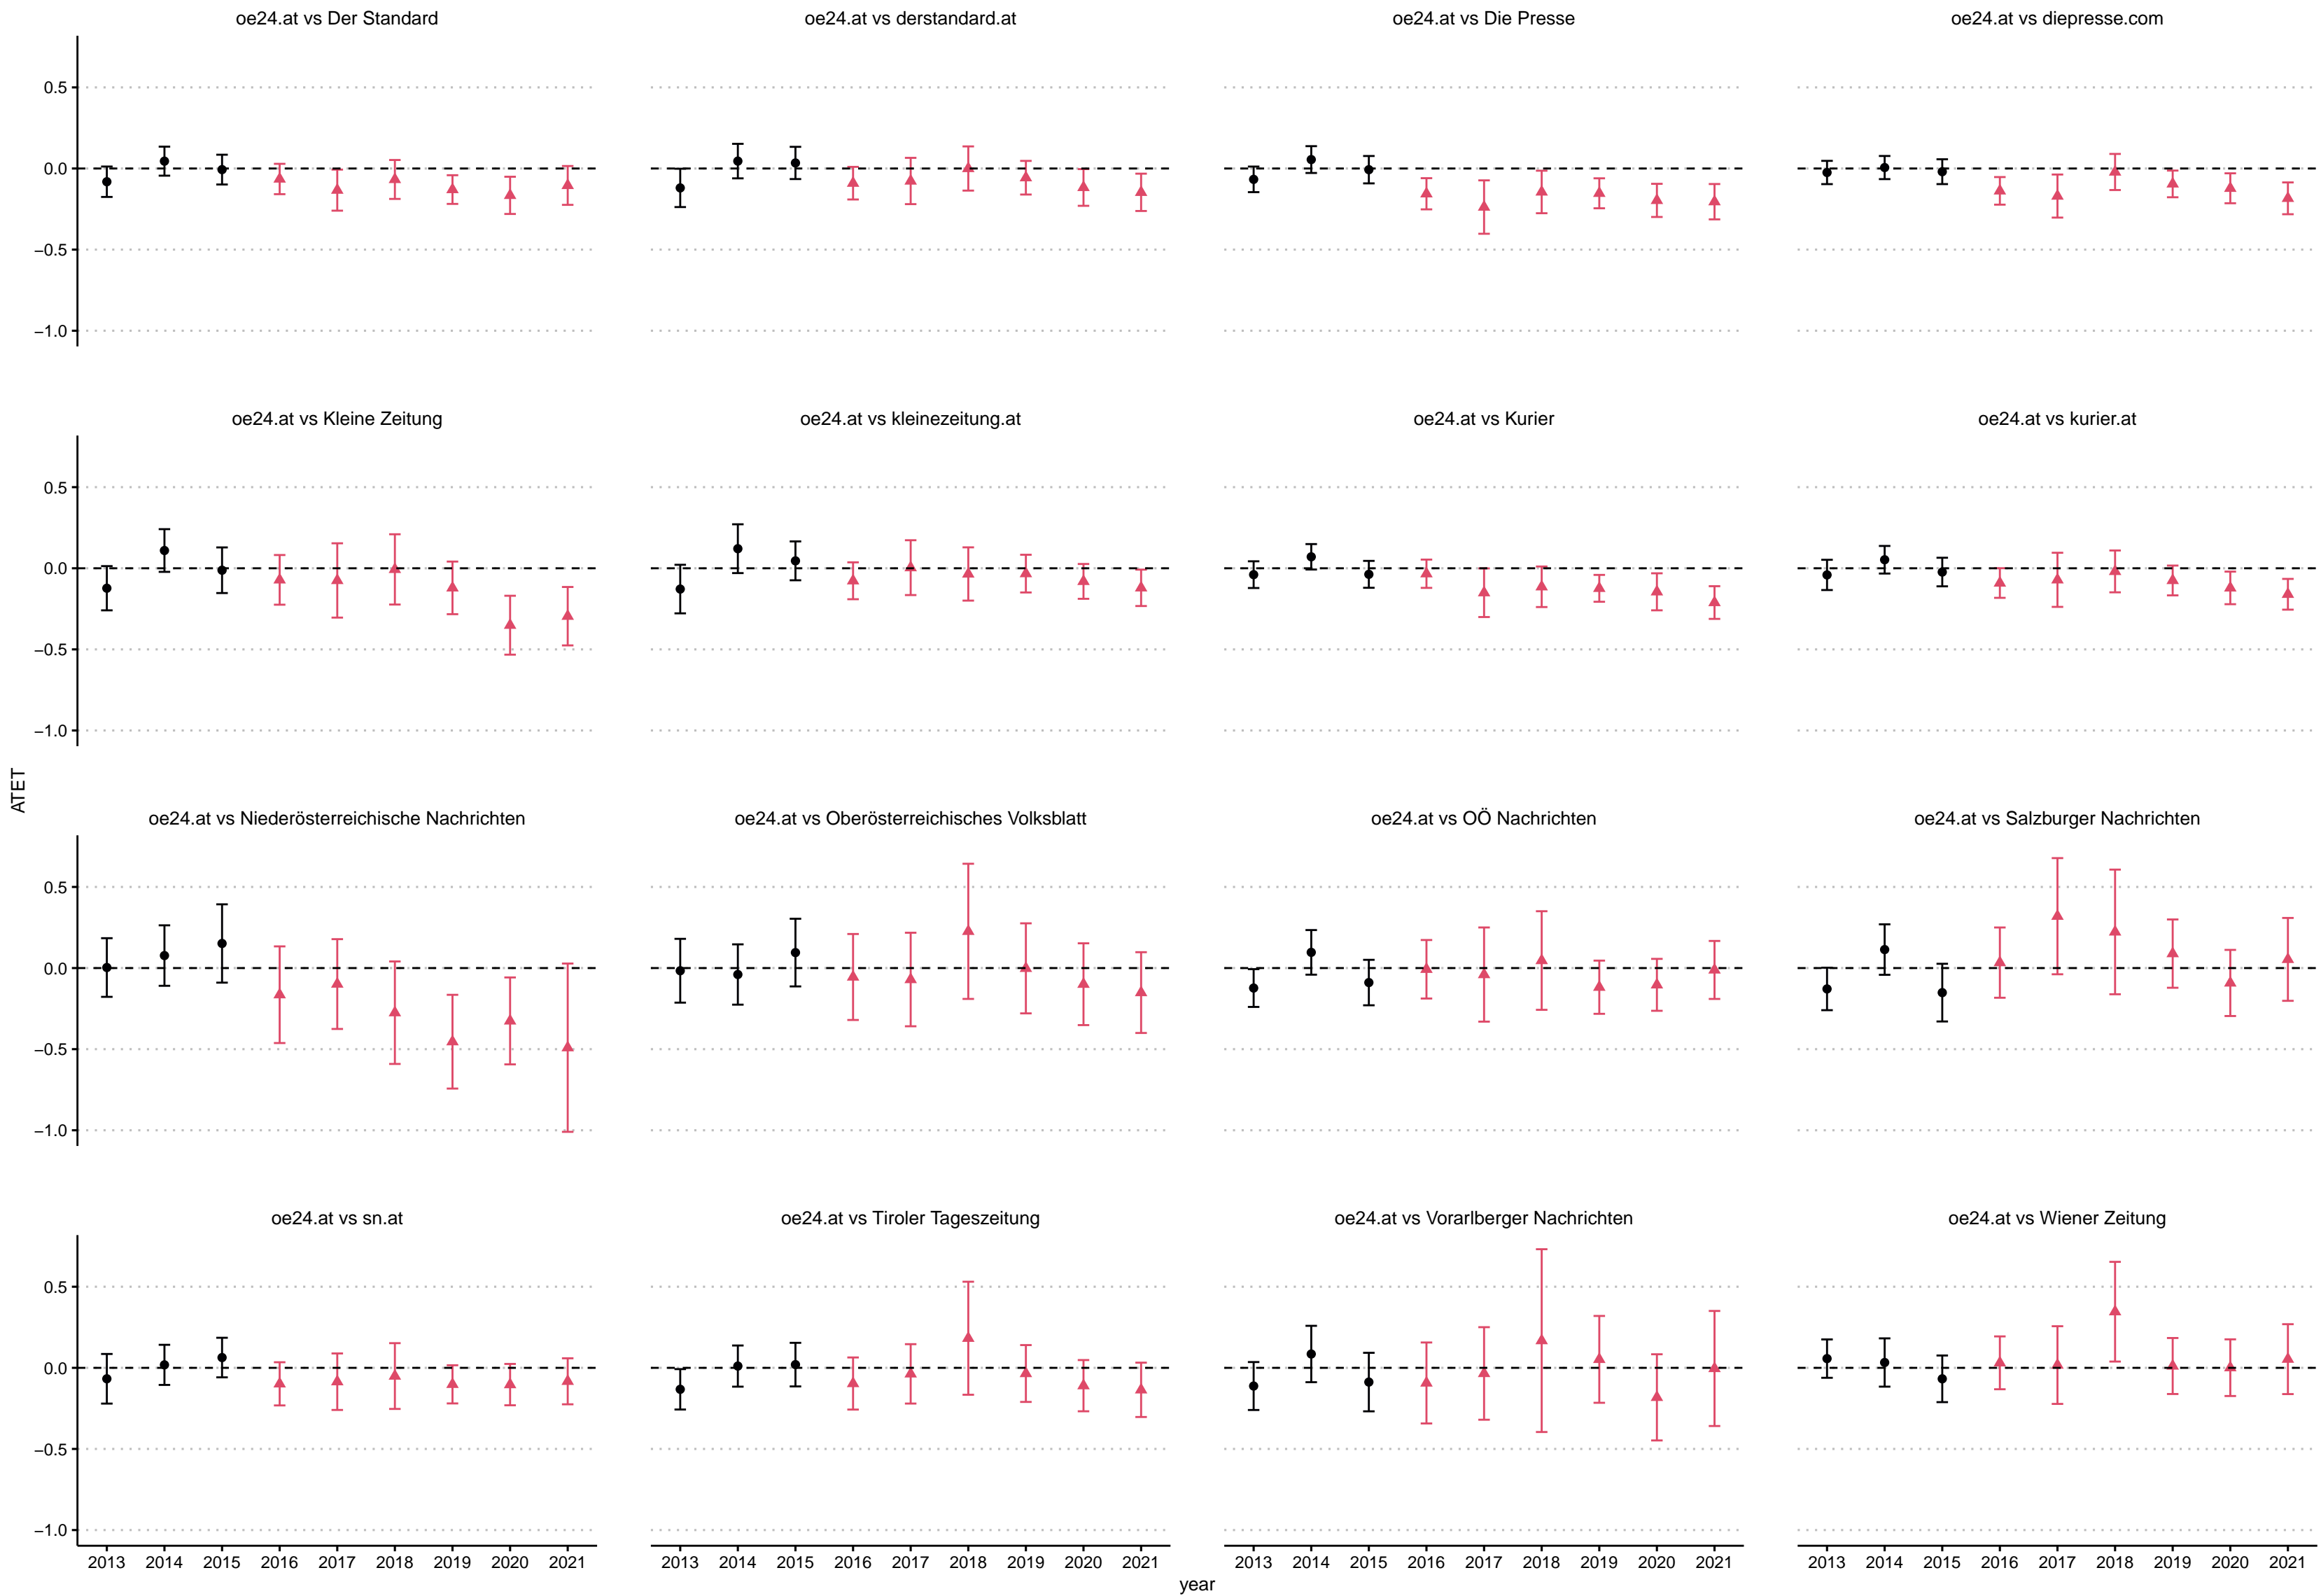 oe24.at vs Der Standard
oe24.at vs derstandard.at
oe24.at vs Die Presse
oe24.at vs diepresse.com
0.5
0.0
−0.5
−1.0
oe24.at vs Kleine Zeitung
oe24.at vs kleinezeitung.at
oe24.at vs Kurier
oe24.at vs kurier.at
0.5
0.0
−0.5
−1.0
ATET
oe24.at vs Niederösterreichische Nachrichten
oe24.at vs Oberösterreichisches Volksblatt
oe24.at vs OÖ Nachrichten
oe24.at vs Salzburger Nachrichten
0.5
0.0
−0.5
−1.0
oe24.at vs sn.at
oe24.at vs Tiroler Tageszeitung
oe24.at vs Vorarlberger Nachrichten
oe24.at vs Wiener Zeitung
0.5
0.0
−0.5
−1.0
2013 2014 2015 2016 2017 2018 2019 2020 2021
2013 2014 2015 2016 2017 2018 2019 2020 2021
2013 2014 2015 2016 2017 2018 2019 2020 2021
2013 2014 2015 2016 2017 2018 2019 2020 2021
year